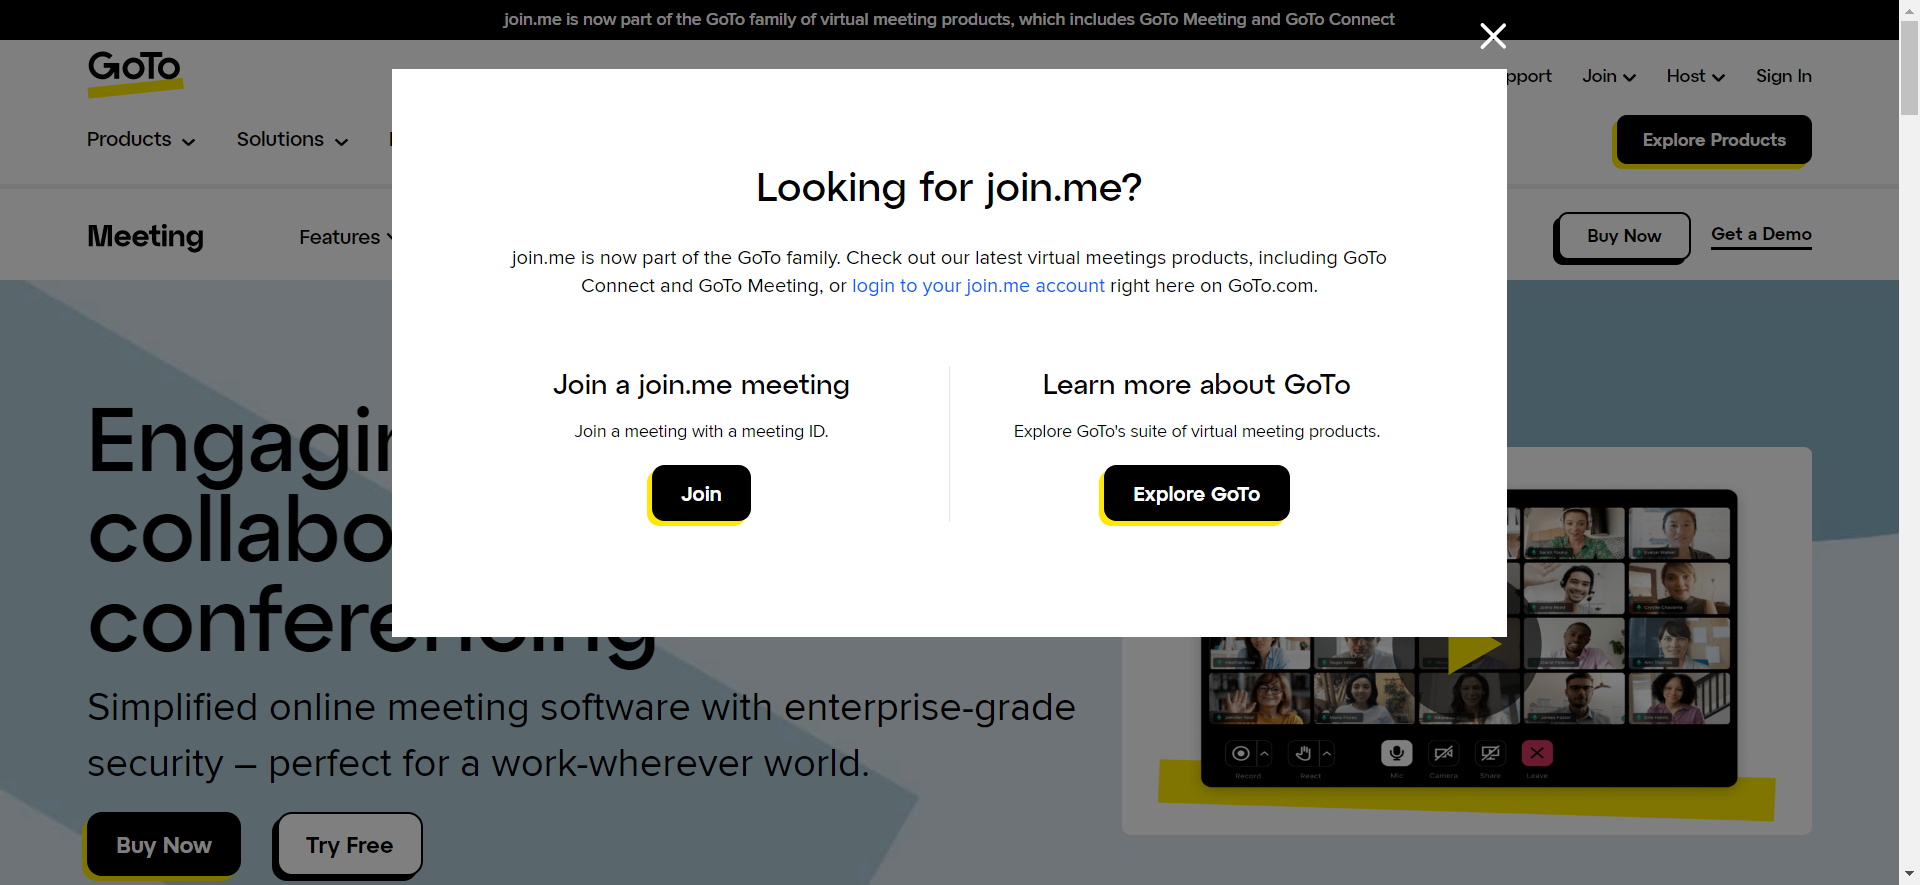 join.me is now part of the GoTo family of virtual meeting products, which includes GoTo Meeting and GoTo Connect
GoTo
pport Join Host Sign In
Products Solutions
Explore Products
Meeting Features
Buy Now Get a Demo
Looking for join.me?
join.me is now part of the GoTo family. Check out our latest virtual meetings products, including GoTo
Connect and GoTo Meeting, or login to your join.me account right here on GoTo.com.
Join a join.me meeting
Join a meeting with a meeting ID.
Join
Learn more about GoTo
Explore GoTo's suite of virtual meeting products.
Explore GoTo
Engagin
collabo
conferencing
Simplified online meeting software with enterprise-grade
security – perfect for a work-wherever world.
Buy Now Try Free
Record React Mic Camera Share Leave